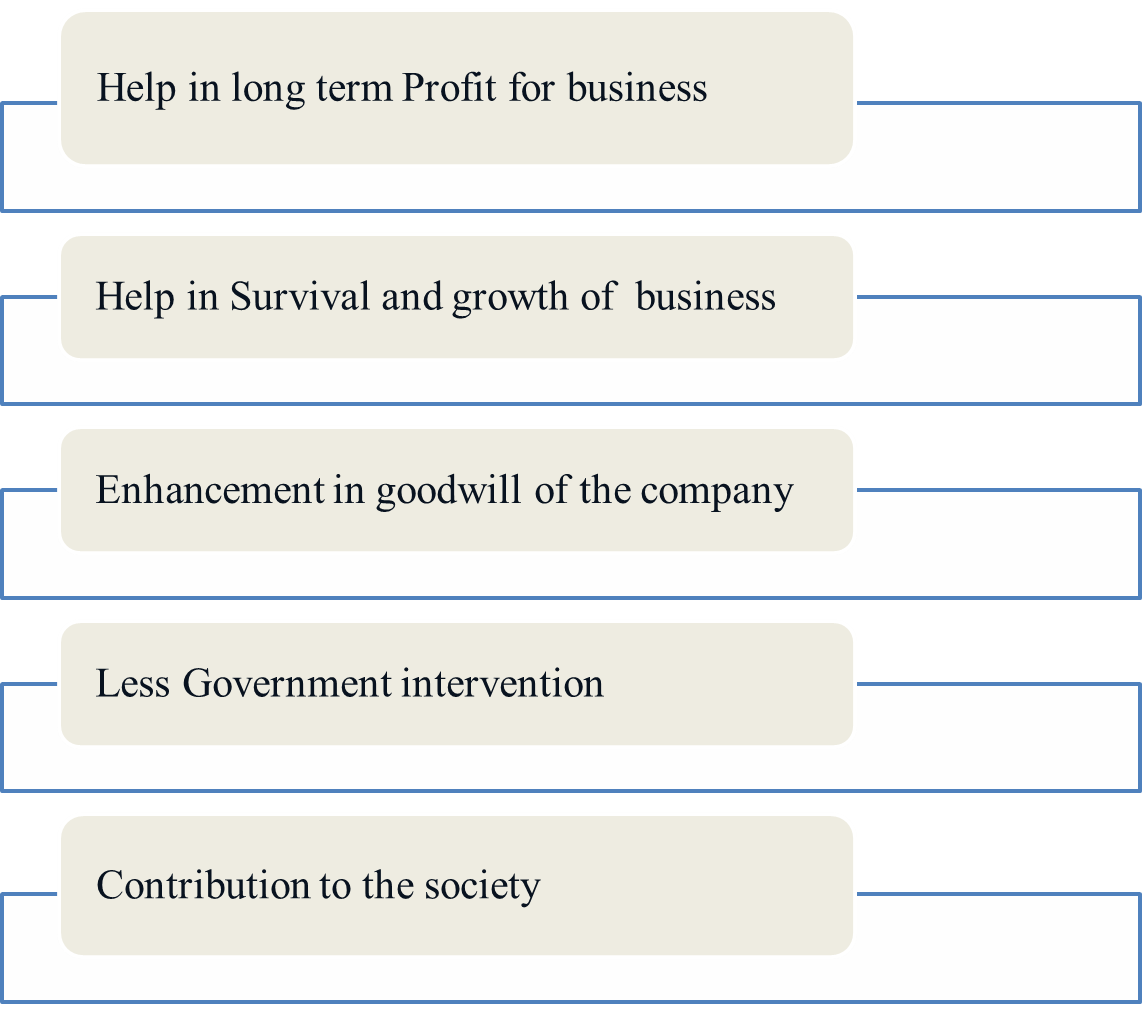 Help in long term Profit for business
Help in Survival and growth of  business
Enhancement in goodwill of the company
Less Government intervention
Contribution to the society